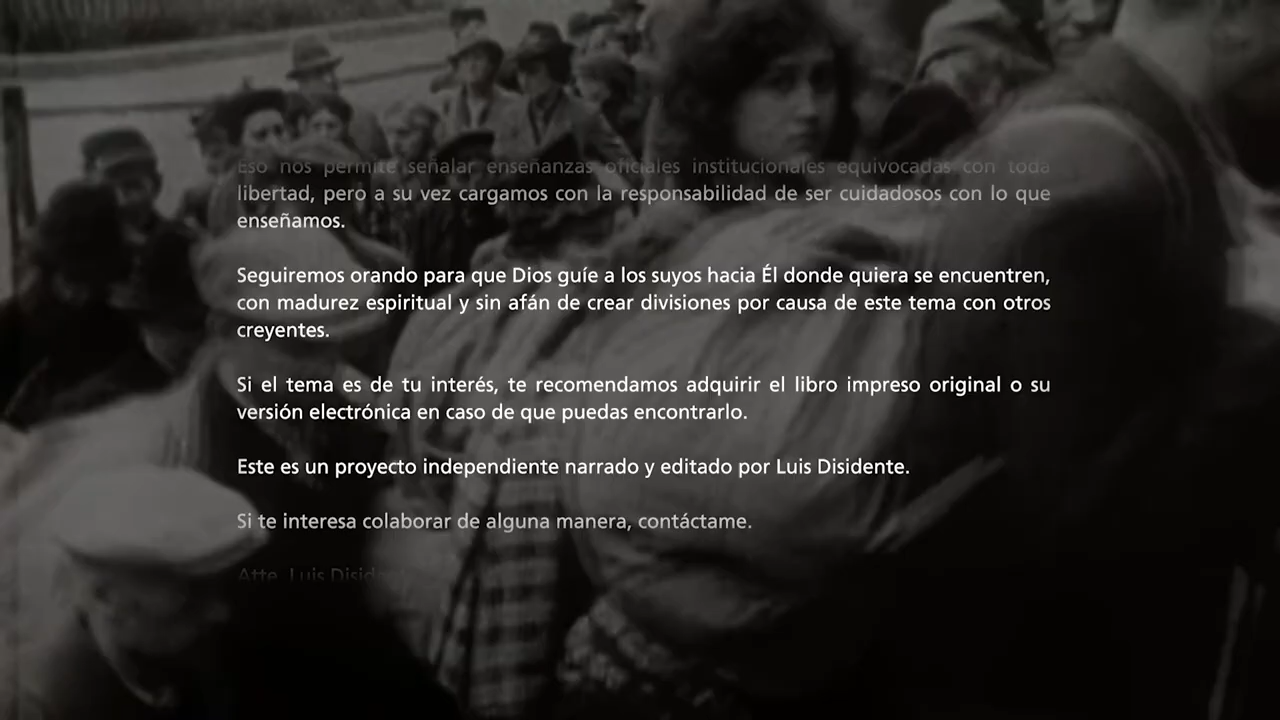 Eso nos permite señalar enseñanzas oficiales institucionales equivocadas con toda
libertad, pero a su vez cargamos con la responsabilidad de ser cuidadosos con lo que
enseñamos.
Seguiremos orando para que Dios guíe a los suyos hacia Él donde quiera se encuentren,
con madurez espiritual y sin afán de crear divisiones por causa de este tema con otros
creyentes.
Si el tema es de tu interés, te recomendamos adquirir el libro impreso original o su
versión electrónica en caso de que puedas encontrarlo.
Este es un proyecto independiente narrado y editado por Luis Disidente.
Si te interesa colaborar de alguna manera, contáctame.
Atte. Luis